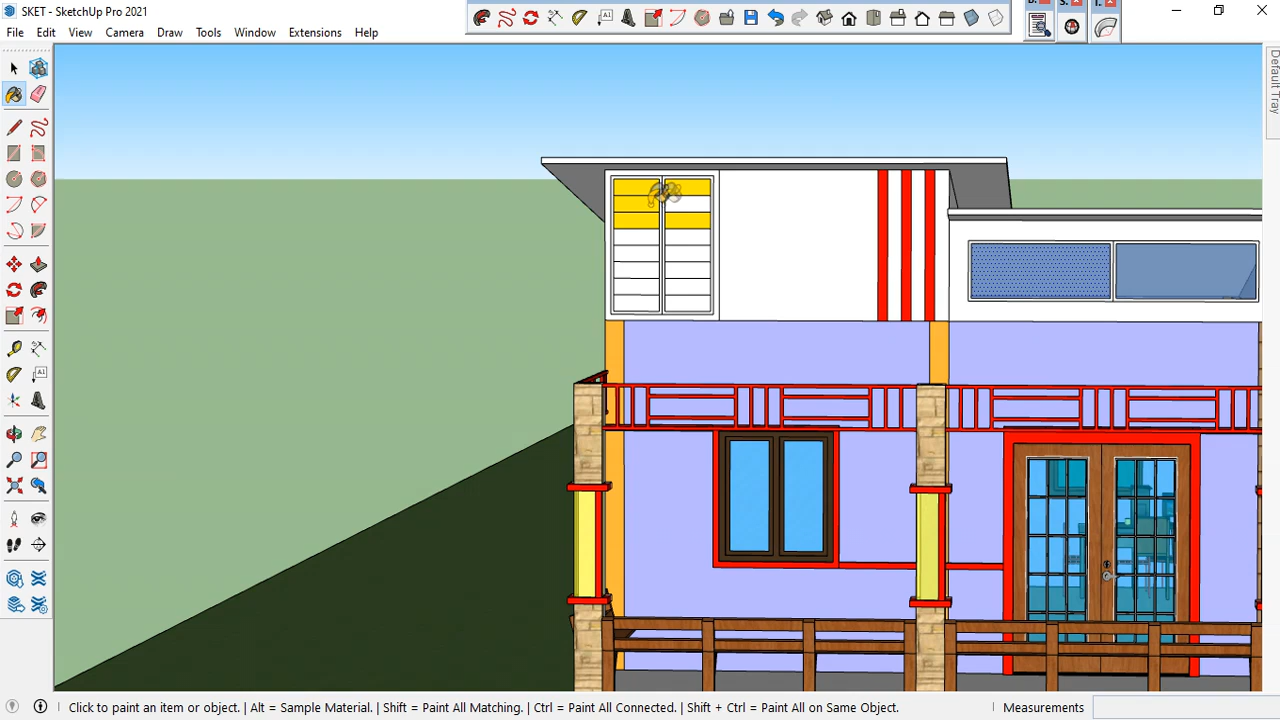 SKET - SketchUp Pro 2021
File Edit View Camera Draw Tools Window Extensions Help
Default Tray
Click to paint an item or object. | Alt = Sample Material. | Shift = Paint All Matching. | Ctrl = Paint All Connected. | Shift + Ctrl = Paint All on Same Object.
Measurements